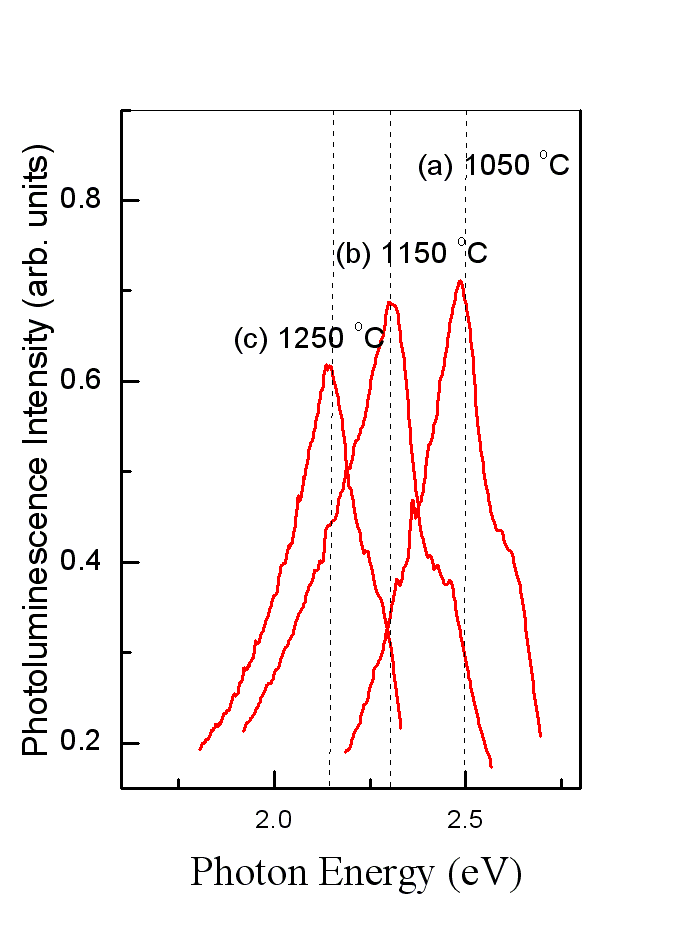 (a) 1050 °C
0.8
(b) 1150 °C
(c) 1250 °C
0.6
0.4
0.2
2.0 2.5
Photon Energy (eV)
Photoluminescence Intensity (arb. units)